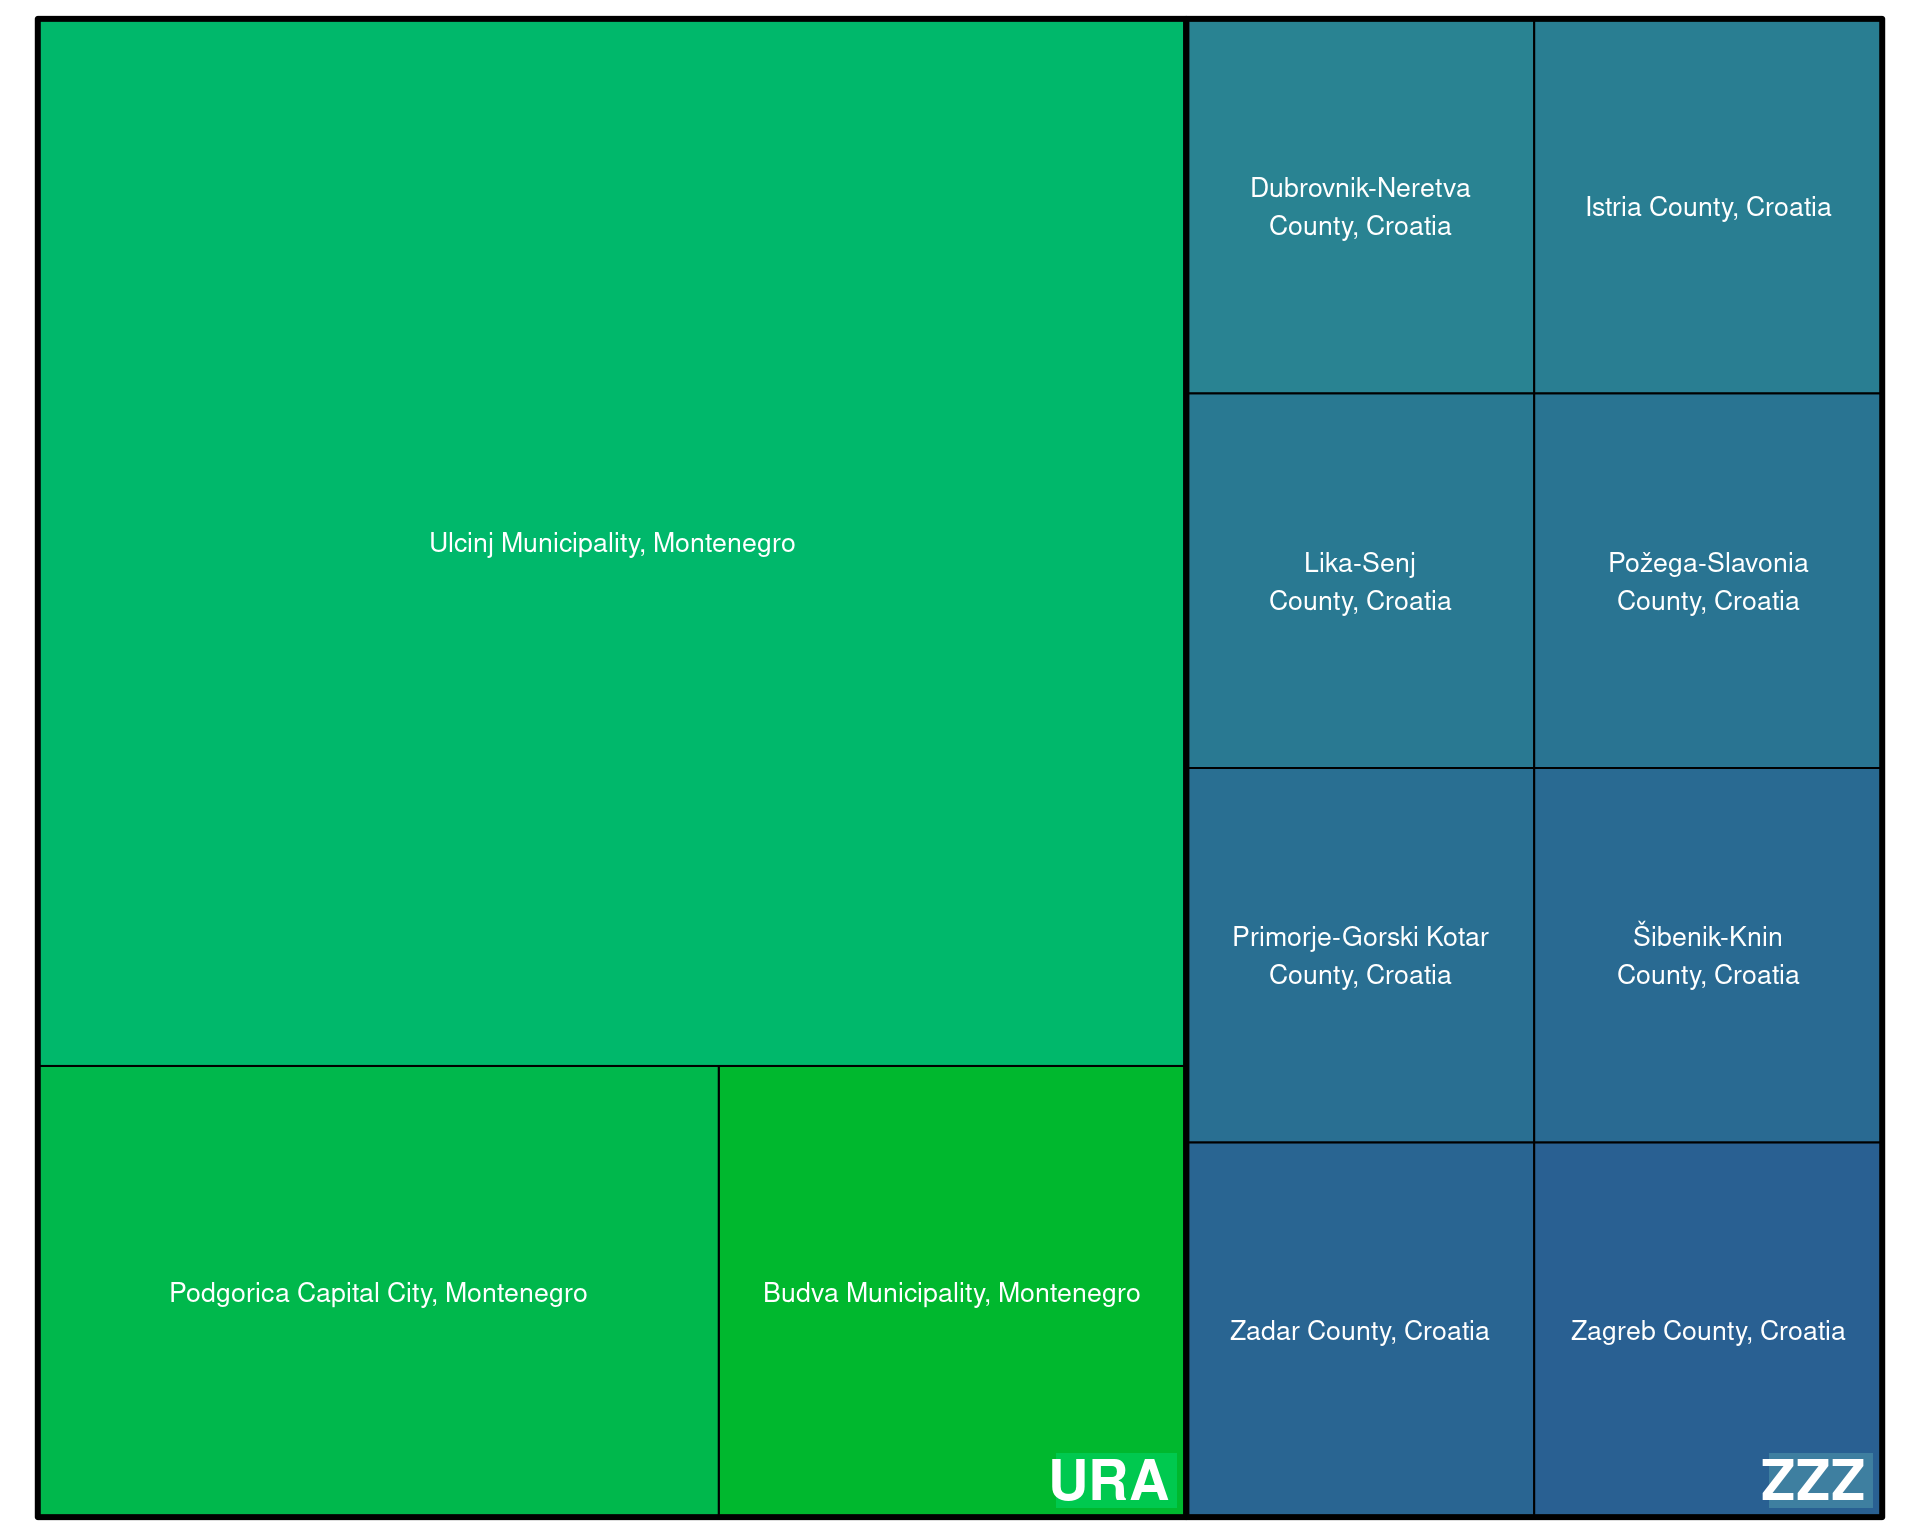 Ulcinj Municipality, Montenegro
Podgorica Capital City, Montenegro
Budva Municipality, Montenegro
URA
Dubrovnik-Neretva
County, Croatia
Istria County, Croatia
Lika-Senj
County, Croatia
Požega-Slavonia
County, Croatia
Primorje-Gorski Kotar
County, Croatia
Šibenik-Knin
County, Croatia
Zadar County, Croatia
Zagreb County, Croatia
ZZZ